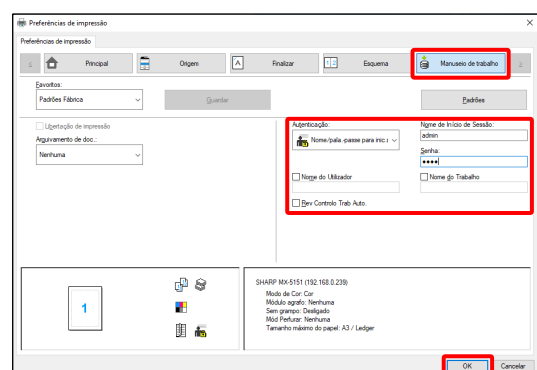 Preferências de impressão
Preferências de impressão
Principal
Origem
A
Finalizar
1 2
Esquema
Manuseio de trabalho
Favoritos:
Padrões Fábrica
Guardar
Padrões
Libertação de impressão
Arquivamento de doc.:
Nenhuma
Autenticação:
Nome/pala.-passe para inic.s
Nome de Início de Sessão:
admin
Senha:
••••
Nome do Utilizador
Nome do Trabalho
Rev Controlo Trab Auto.
1
SHARP MX-5151 (192.168.0.239)
Modo de Cor: Cor
Módulo agrafo: Nenhuma
Sem grampo: Desligado
Mód Perfurar: Nenhuma
Tamanho máximo do papel: A3 / Ledger
OK
Cancelar